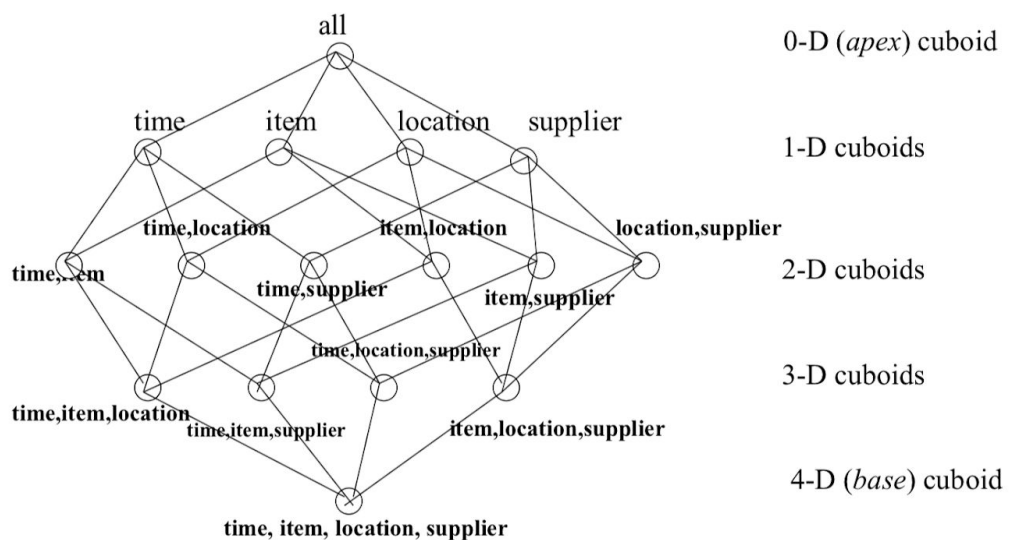 all
0-D (apex) cuboid
time item location supplier
1-D cuboids
time,location item,location location,supplier
time,item
2-D cuboids
time,supplier item,supplier
time,location,supplier
3-D cuboids
time,item,location
time,item,supplier item,location,supplier
4-D (base) cuboid
time, item, location, supplier